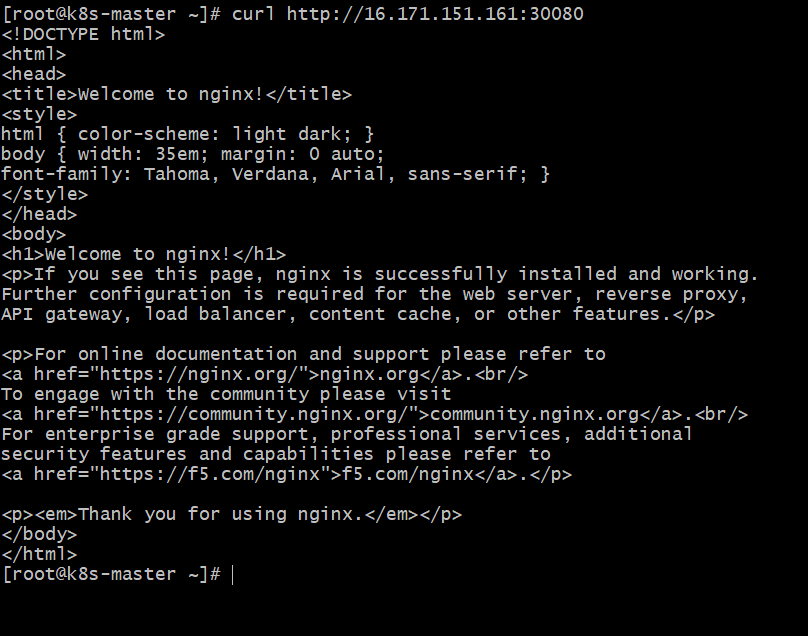 [root@k8s-master ~]# curl http://16.171.151.161:30080
<!DOCTYPE html>
<html>
<head>
<title>Welcome to nginx!</title>
<style>
html { color-scheme: light dark; }
body { width: 35em; margin: 0 auto;
font-family: Tahoma, Verdana, Arial, sans-serif; }
</style>
</head>
<body>
<h1>Welcome to nginx!</h1>
<p>If you see this page, nginx is successfully installed and working.
Further configuration is required for the web server, reverse proxy,
API gateway, load balancer, content cache, or other features.</p>

<p>For online documentation and support please refer to
<a href="https://nginx.org/">nginx.org</a>.<br/>
To engage with the community please visit
<a href="https://community.nginx.org/">community.nginx.org</a>.<br/>
For enterprise grade support, professional services, additional
security features and capabilities please refer to
<a href="https://f5.com/nginx">f5.com/nginx</a>.</p>

<p><em>Thank you for using nginx.</em></p>
</body>
</html>
[root@k8s-master ~]#